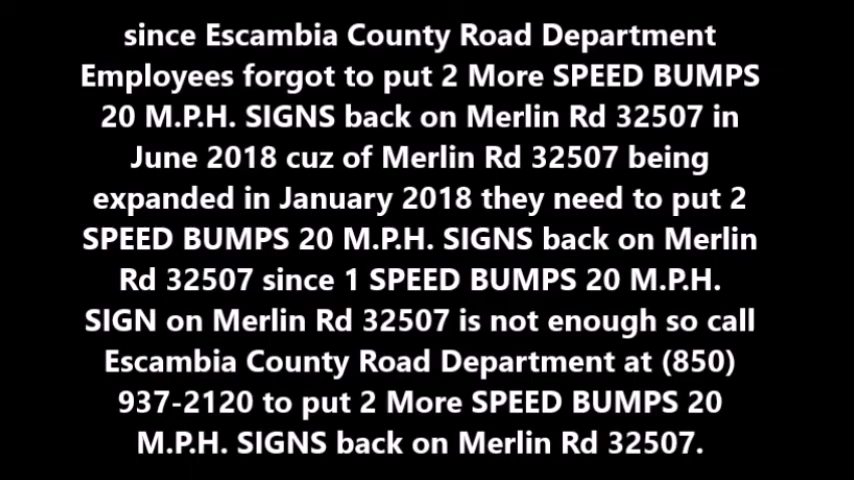 since Escambia County Road Department
Employees forgot to put 2 More SPEED BUMPS
20 M.P.H. SIGNS back on Merlin Rd 32507 in
June 2018 cuz of Merlin Rd 32507 being
expanded in January 2018 they need to put 2
SPEED BUMPS 20 M.P.H. SIGNS back on Merlin
Rd 32507 since 1 SPEED BUMPS 20 M.P.H.
SIGN on Merlin Rd 32507 is not enough so call
Escambia County Road Department at (850)
937-2120 to put 2 More SPEED BUMPS 20
M.P.H. SIGNS back on Merlin Rd 32507.